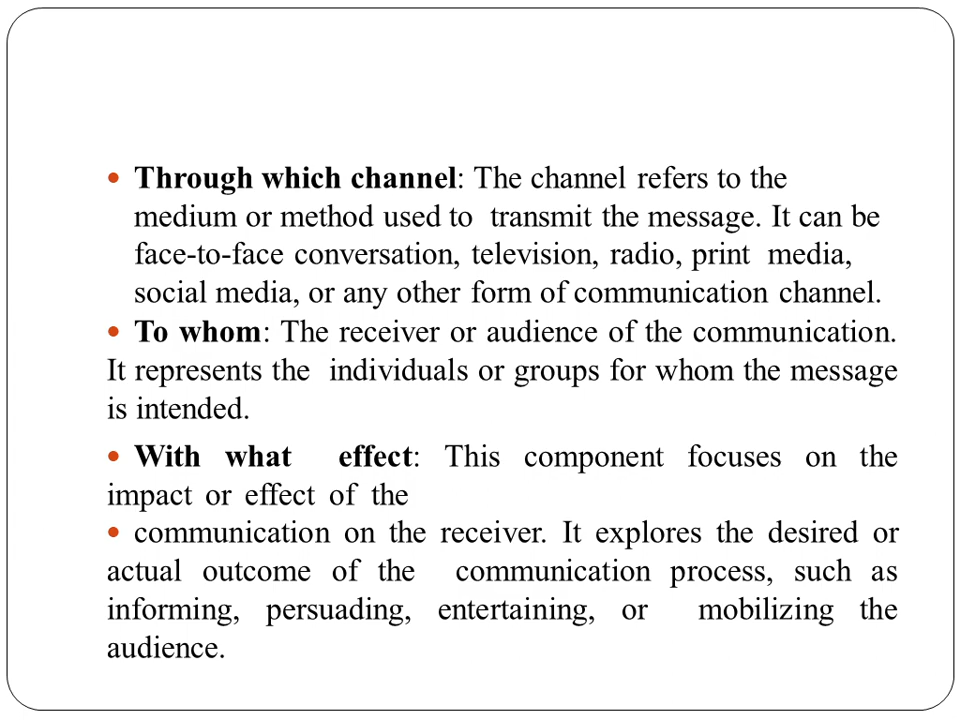 • Through which channel: The channel refers to the
medium or method used to transmit the message. It can be
face-to-face conversation, television, radio, print media,
social media, or any other form of communication channel.
• To whom: The receiver or audience of the communication.
It represents the individuals or groups for whom the message
is intended.
• With what effect: This component focuses on the
impact or effect of the
• communication on the receiver. It explores the desired or
actual outcome of the communication process, such as
informing, persuading, entertaining, or mobilizing the
audience.